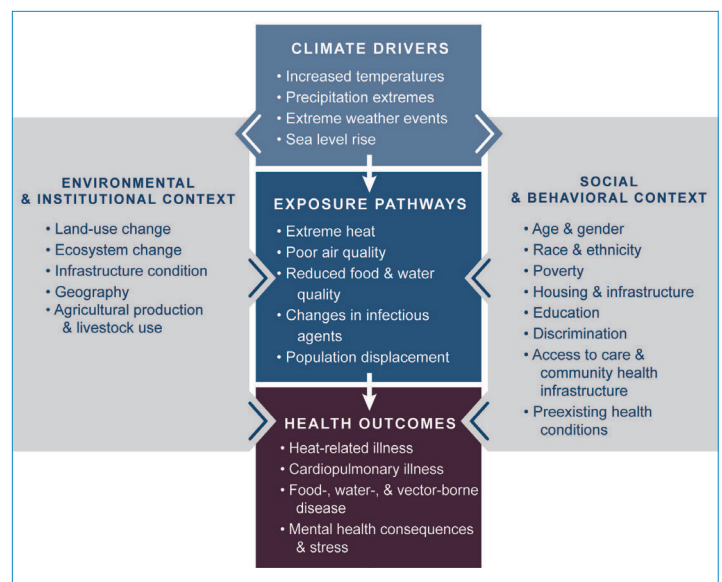 CLIMATE DRIVERS
• Increased temperatures
• Precipitation extremes
• Extreme weather events
• Sea level rise
ENVIRONMENTAL
& INSTITUTIONAL CONTEXT
• Land-use change
• Ecosystem change
• Infrastructure condition
• Geography
• Agricultural production
& livestock use
EXPOSURE PATHWAYS
• Extreme heat
• Poor air quality
• Reduced food & water
quality
• Changes in infectious
agents
• Population displacement
SOCIAL
& BEHAVIORAL CONTEXT
• Age & gender
• Race & ethnicity
• Poverty
• Housing & infrastructure
• Education
• Discrimination
• Access to care &
community health
infrastructure
• Preexisting health
conditions
HEALTH OUTCOMES
• Heat-related illness
• Cardiopulmonary illness
• Food-, water-, & vector-borne
disease
• Mental health consequences
& stress